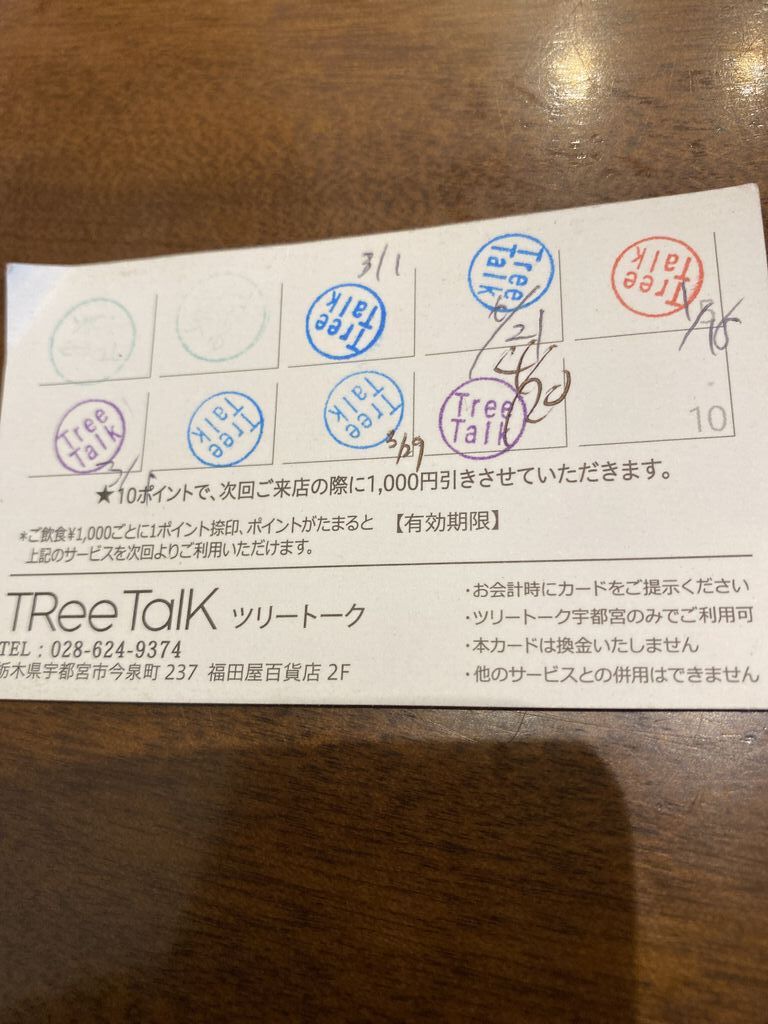 3/1
Tree Talk
Tree Talk
Tree Talk
Tree Talk
Tree Talk
Tree Talk
3/29
Tree Talk
4/20
10
★10ポイントで、次回ご来店の際に1,000円引きさせていただきます。
*ご飲食¥1,000ごとに1ポイント捺印、ポイントがたまると 【有効期限】
上記のサービスを次回よりご利用いただけます。
TReeTalK ツリートーク
TEL : 028-624-9374
栃木県宇都宮市今泉町 237 福田屋百貨店 2F
・お会計時にカードをご提示ください
・ツリートーク宇都宮のみでご利用可
・本カードは換金いたしません
・他のサービスとの併用はできません